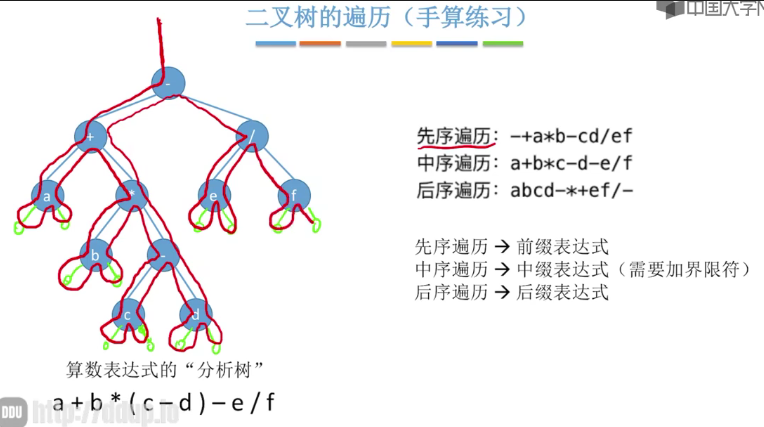 中国大学M
二叉树的遍历（手算练习）
-
+
/
a
*
e
f
b
-
c
d
先序遍历：-+a*b-cd/ef
中序遍历：a+b*c-d-e/f
后序遍历：abcd-*+ef/-
先序遍历 → 前缀表达式
中序遍历 → 中缀表达式（需要加界限符）
后序遍历 → 后缀表达式
算数表达式的“分析树”
a+b*(c-d)-e/f
DDU http://ddup.io